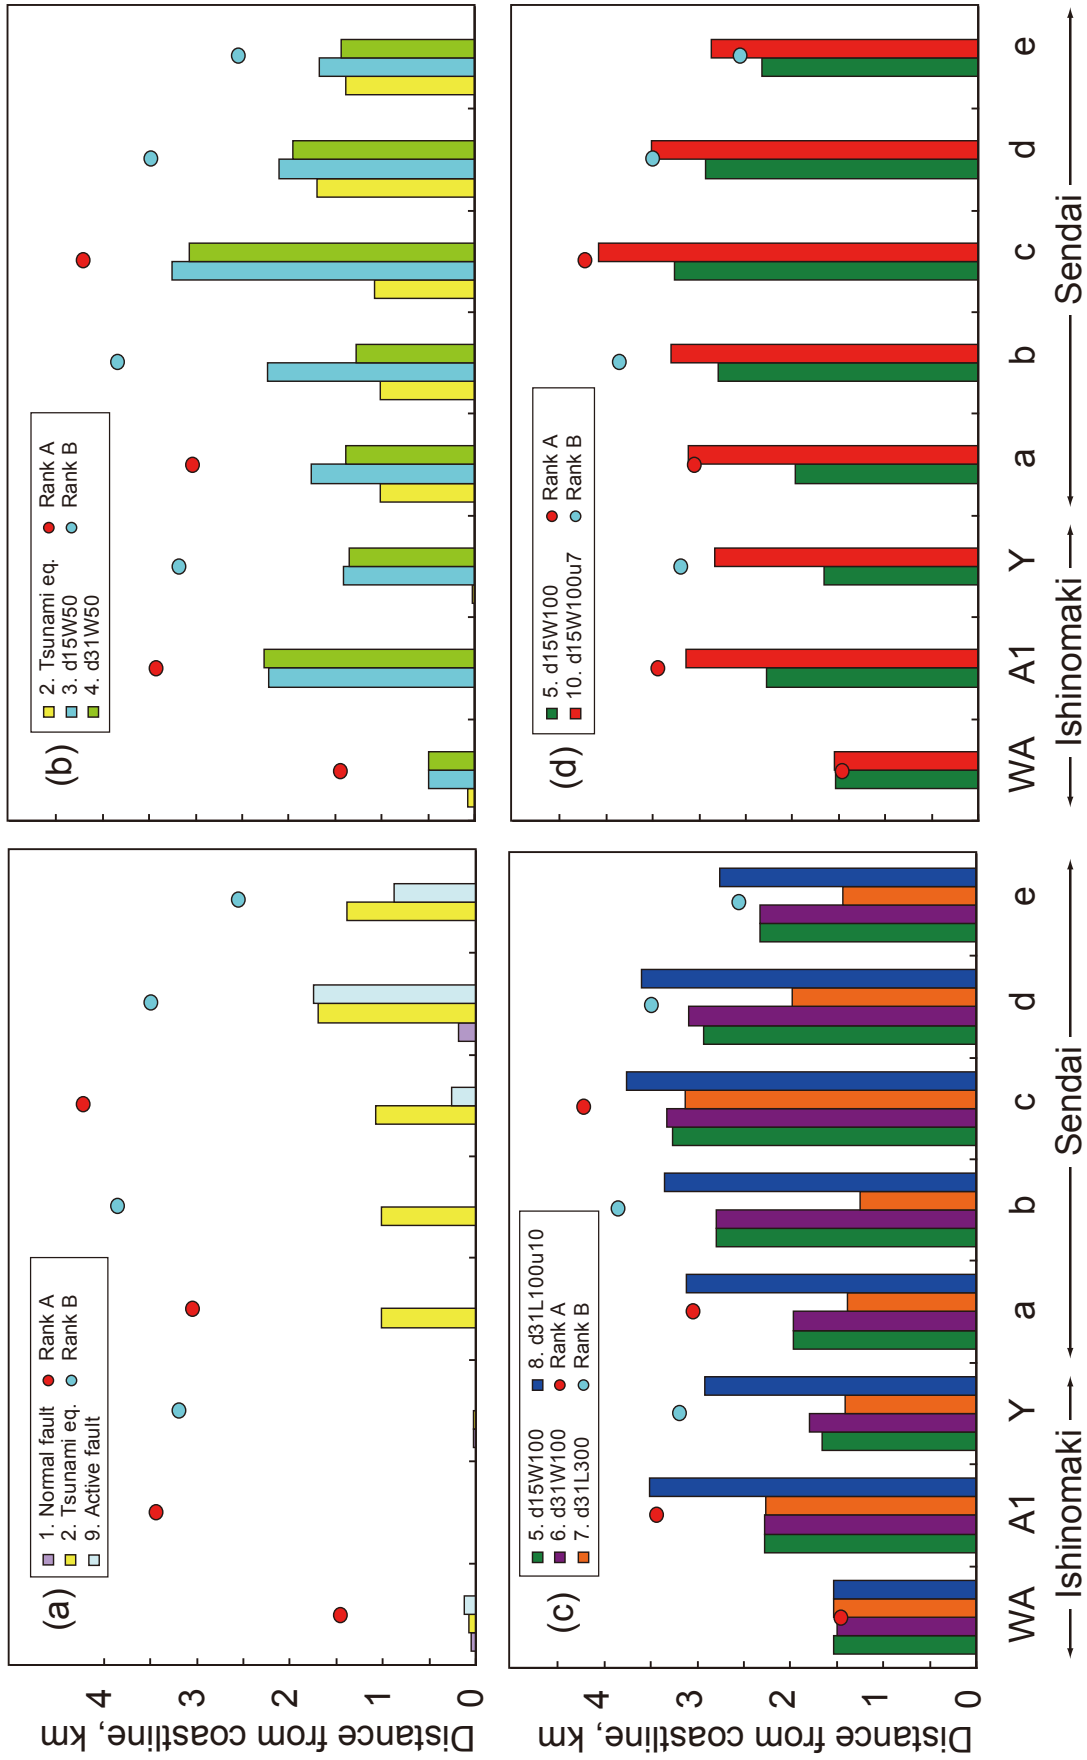 (a)
1. Normal fault
2. Tsunami eq.
9. Active fault
Rank A
Rank B
Distance from coastline, km
4
3
2
1
0
(b)
2. Tsunami eq.
3. d15W50
4. d31W50
Rank A
Rank B
(c)
5. d15W100
6. d31W100
7. d31L300
8. d31L100u10
Rank A
Rank B
Distance from coastline, km
4
3
2
1
0
WA A1 Y a b c d e
Ishinomaki Sendai
(d)
5. d15W100
10. d15W100u7
Rank A
Rank B
WA A1 Y a b c d e
Ishinomaki Sendai